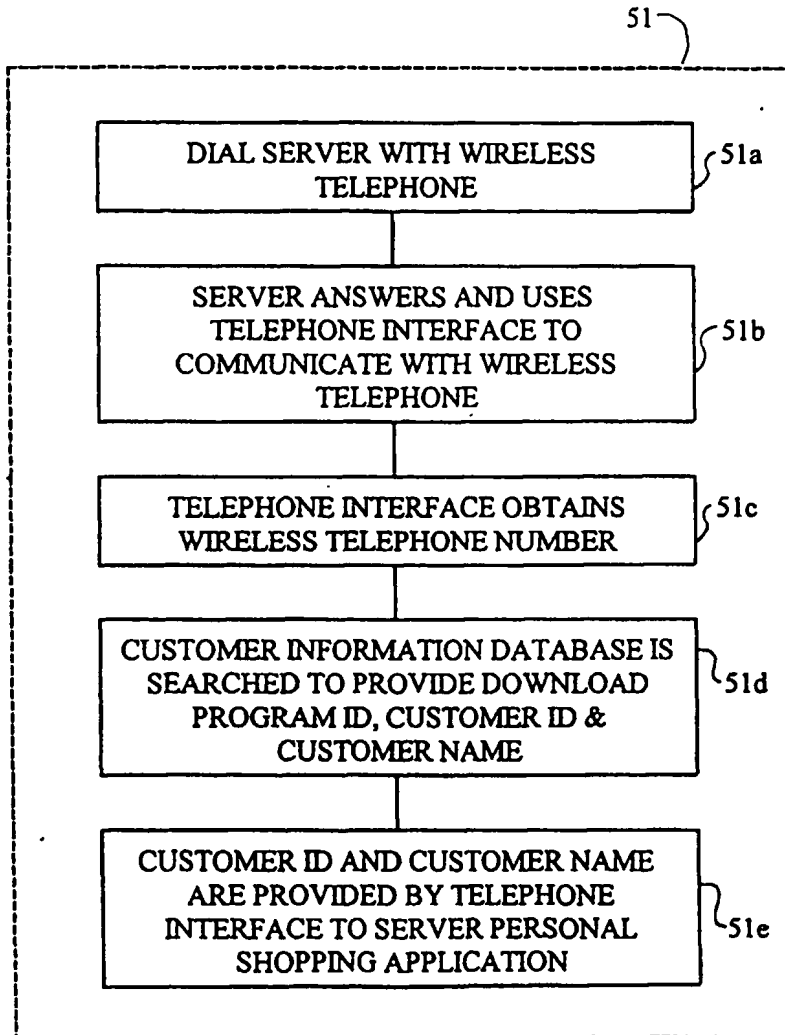 51
DIAL SERVER WITH WIRELESS
TELEPHONE
51a
SERVER ANSWERS AND USES
TELEPHONE INTERFACE TO
COMMUNICATE WITH WIRELESS
TELEPHONE
51b
TELEPHONE INTERFACE OBTAINS
WIRELESS TELEPHONE NUMBER
51c
CUSTOMER INFORMATION DATABASE IS
SEARCHED TO PROVIDE DOWNLOAD
PROGRAM ID, CUSTOMER ID &
CUSTOMER NAME
51d
CUSTOMER ID AND CUSTOMER NAME
ARE PROVIDED BY TELEPHONE
INTERFACE TO SERVER PERSONAL
SHOPPING APPLICATION
51e